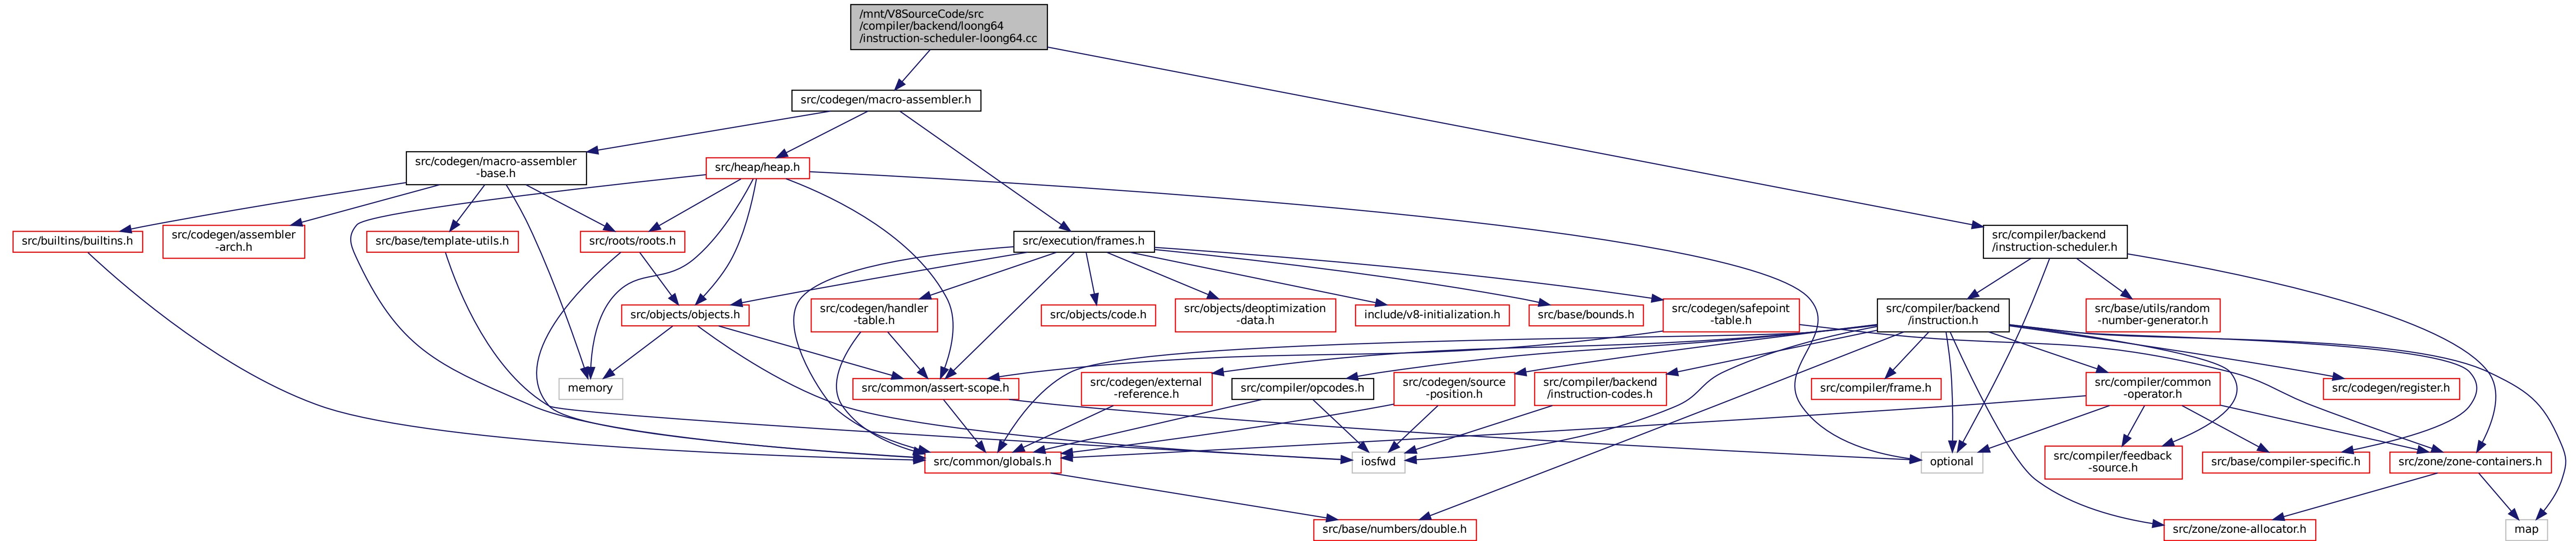 /mnt/V8SourceCode/src
/compiler/backend/loong64
/instruction-scheduler-loong64.cc
src/codegen/macro-assembler.h
src/codegen/macro-assembler
-base.h
src/heap/heap.h
src/builtins/builtins.h
src/codegen/assembler
-arch.h
src/base/template-utils.h
src/roots/roots.h
src/execution/frames.h
src/compiler/backend
/instruction-scheduler.h
src/objects/objects.h
src/codegen/handler
-table.h
src/objects/code.h
src/objects/deoptimization
-data.h
include/v8-initialization.h
src/base/bounds.h
src/codegen/safepoint
-table.h
src/compiler/backend
/instruction.h
src/base/utils/random
-number-generator.h
memory
src/common/assert-scope.h
src/codegen/external
-reference.h
src/compiler/opcodes.h
src/codegen/source
-position.h
src/compiler/backend
/instruction-codes.h
src/compiler/frame.h
src/compiler/common
-operator.h
src/codegen/register.h
src/common/globals.h
iosfwd
optional
src/compiler/feedback
-source.h
src/base/compiler-specific.h
src/zone/zone-containers.h
src/base/numbers/double.h
src/zone/zone-allocator.h
map